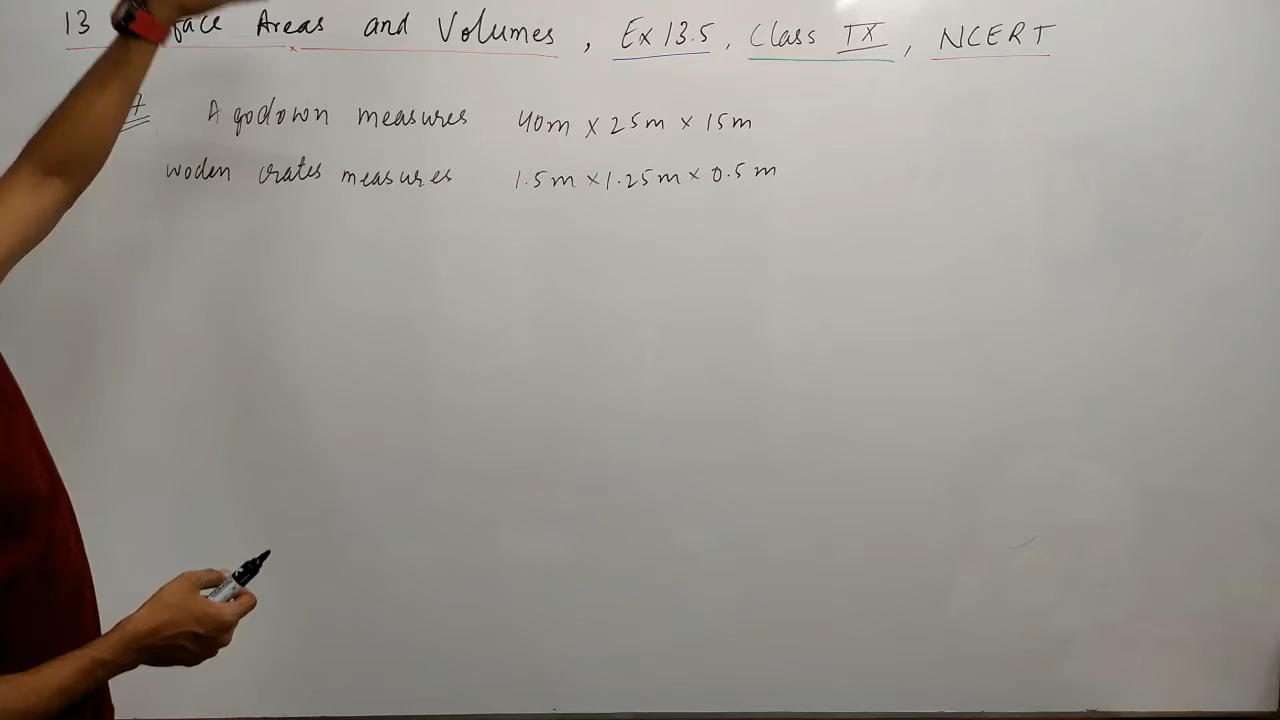 13 Areas and Volumes , Ex 13.5 , Class IX , NCERT
A godown measures 40m x 25m x 15m
woden crates measures 1.5m x 1.25m x 0.5m